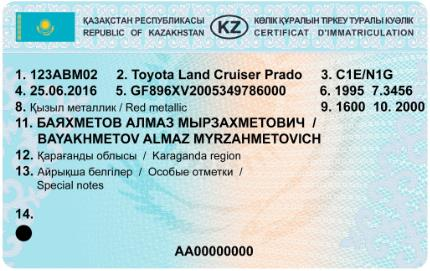 ҚАЗАҚСТАН РЕСПУБЛИКАСЫ KZ КӨЛІК ҚҰРАЛЫН ТІРКЕУ ТУРАЛЫ КУӘЛІК
REPUBLIC OF KAZAKHSTAN CERTIFICAT D'IMMATRICULATION
1. 123ABM02 2. Toyota Land Cruiser Prado 3. C1E/N1G
4. 25.06.2016 5. GF896XV2005349786000 6. 1995 7.3456
8. Қызыл металлик / Red metallic 9. 1600 10. 2000
11. БАЯХМЕТОВ АЛМАЗ МЫРЗАХМЕТОВИЧ /
BAYAKHMETOV ALMAZ MYRZAHMETOVICH
12. Қарағанды облысы / Karaganda region
13. Айрықша белгілер / Особые отметки /
Special notes
14.
AA00000000